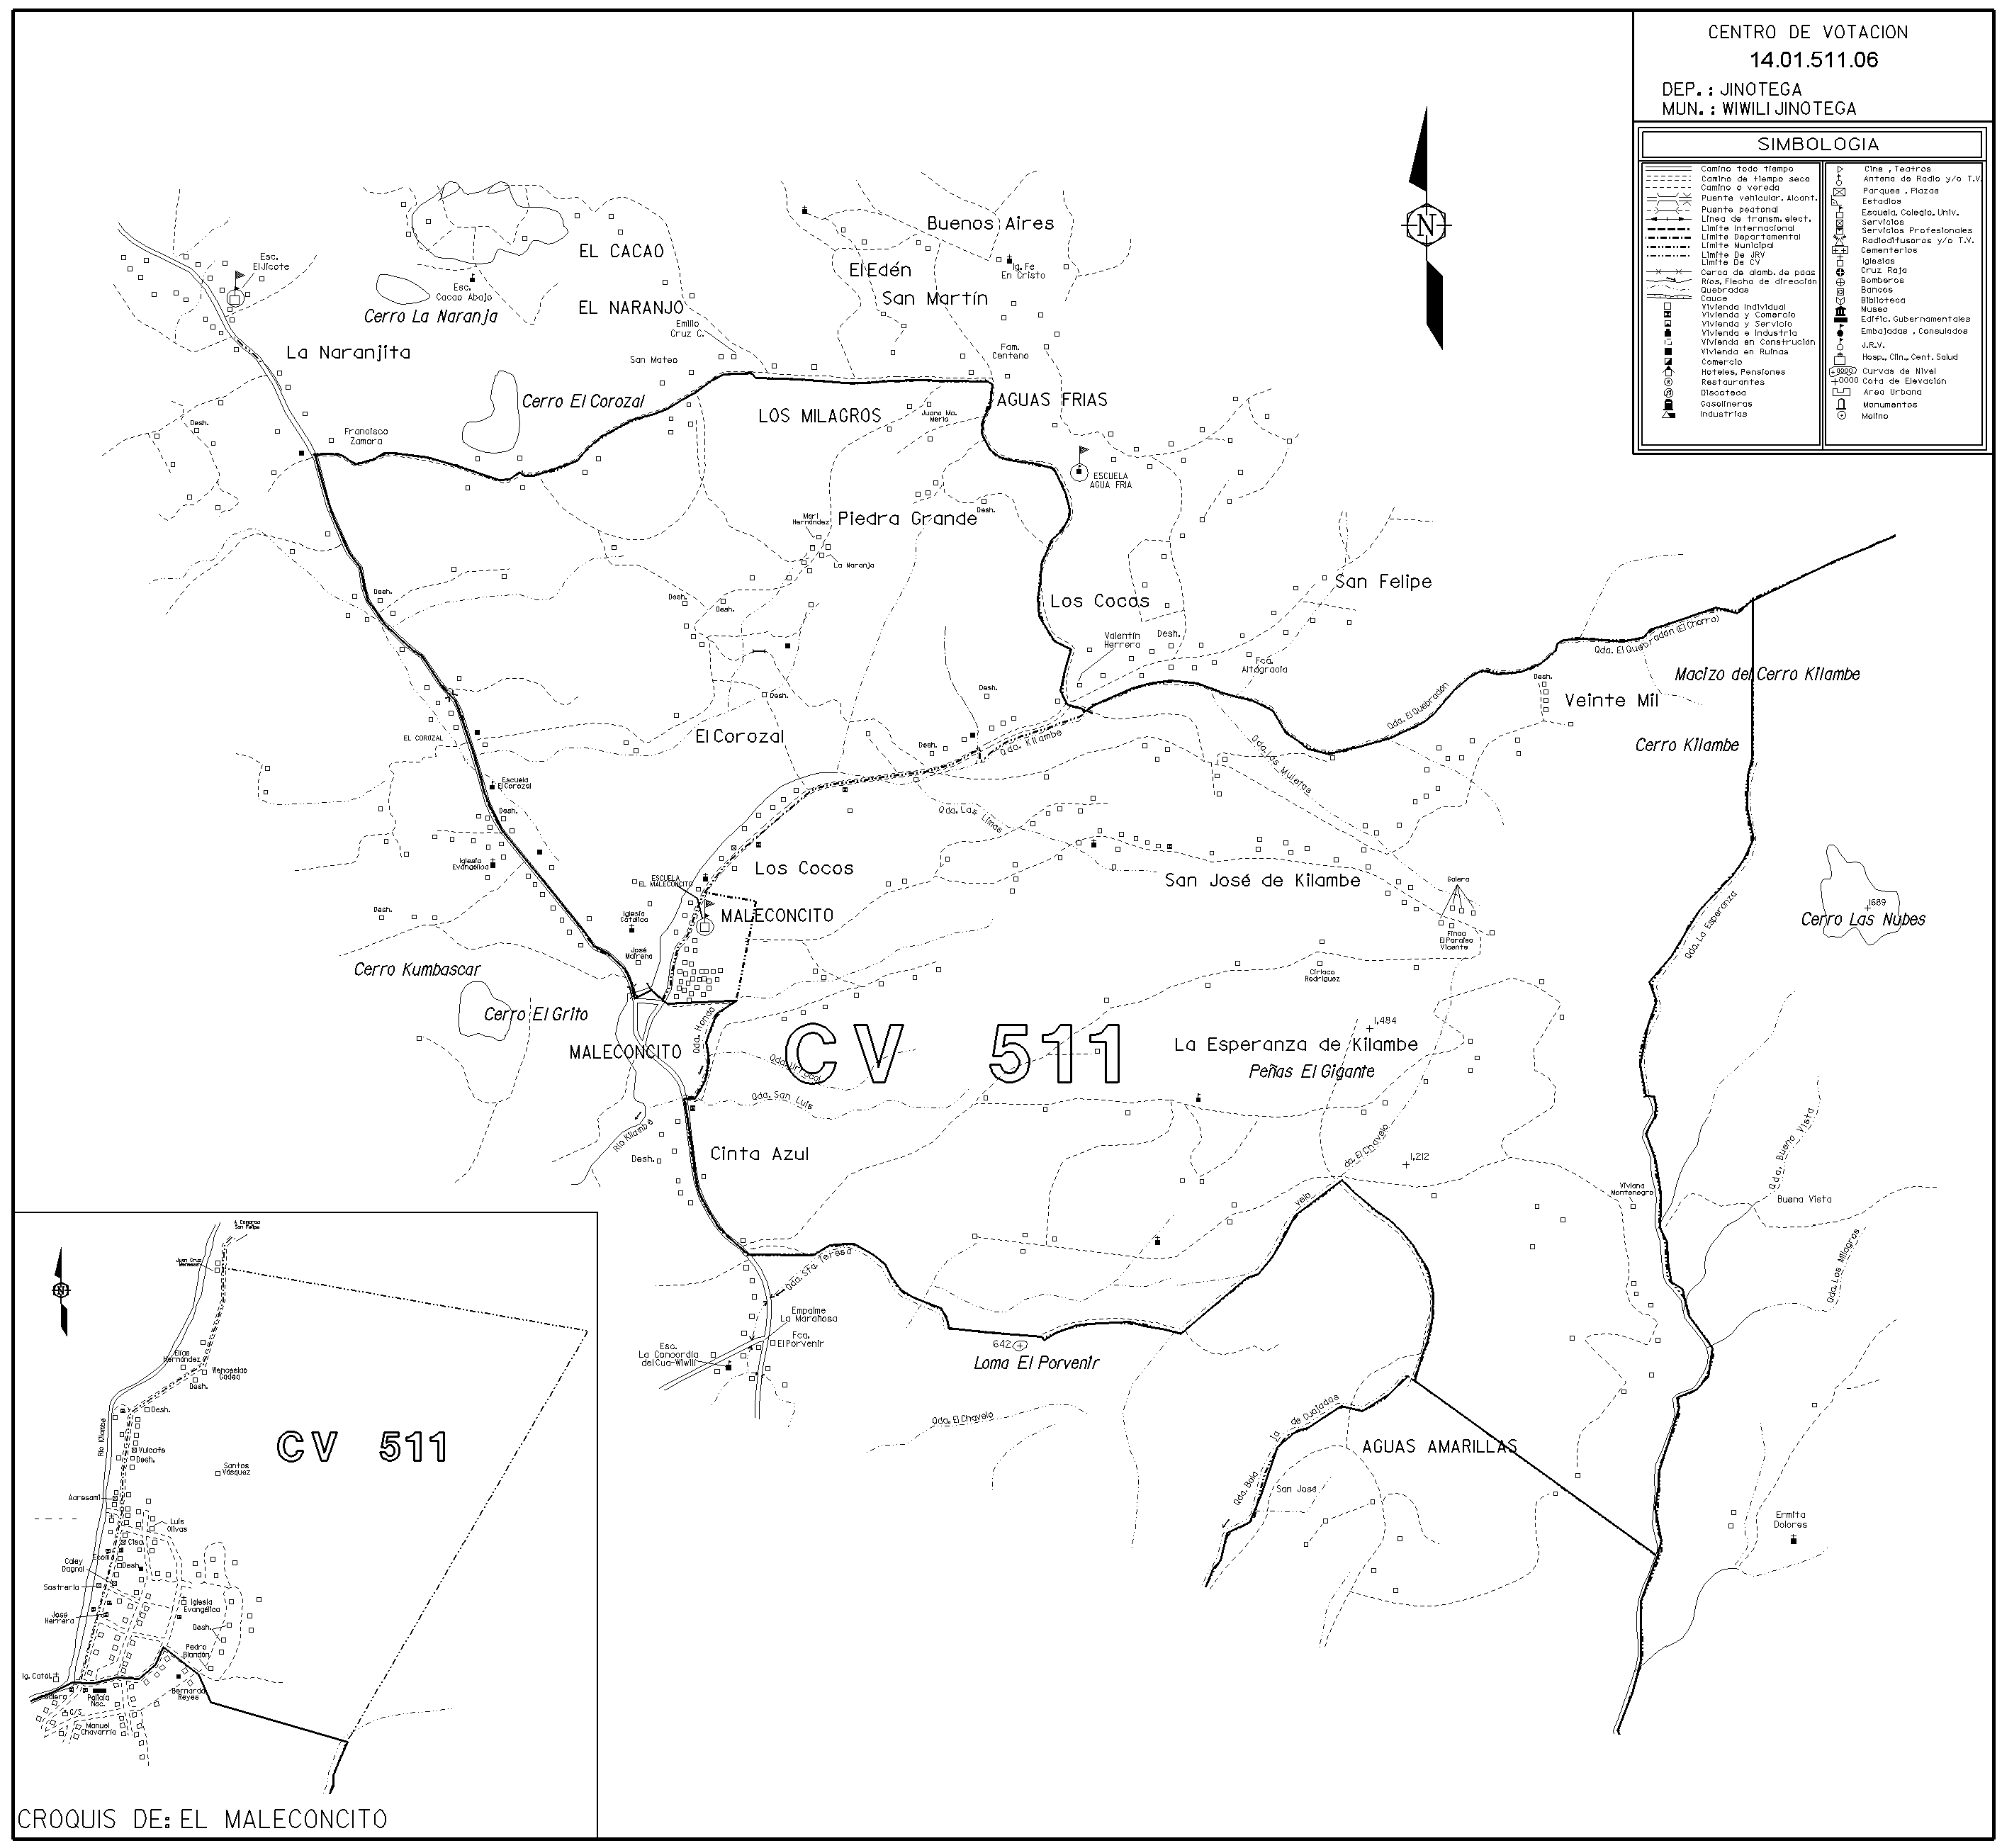 CENTRO DE VOTACION
14.01.511.06
DEP. : JINOTEGA
MUN. : WIWILI JINOTEGA
SIMBOLOGIA
Camino todo tiempo
Camino de tiempo seco
Camino o vereda
Puente vehicular, Alcant.
Puente peatonal
Línea de transm. elect.
Límite Internacional
Límite Departamental
Límite Municipal
Límite De JRV
Límite De CV
Cerca de alamb. de púas
Ríos, Flecha de dirección
Quebradas
Cauce
Vivienda Individual
Vivienda y Comercio
Vivienda y Servicio
Vivienda e Industria
Vivienda en Construción
Vivienda en Ruinas
Comercio
Hoteles, Pensiones
Restaurantes
Discoteca
Gasolineras
Industrias
Cine , Teatros
Antena de Radio y/o T.V.
Parques , Plazas
Estadios
Escuela, Colegio, Univ.
Servicios
Servicios Profesionales
Radiodifusoras y/o T.V.
Cementerios
Iglesias
Cruz Roja
Bomberos
Bancos
Biblioteca
Museo
Edific. Gubernamentales
Embajadas , Consulados
J.R.V.
Hosp., Clin., Cent. Salud
0000 Curvas de Nivel
+0000 Cota de Elevación
Area Urbana
Monumentos
Molino
N
Esc.
El Jicote
Esc.
Cacao Abajo
Cerro La Naranja
EL CACAO
EL NARANJO
Buenos Aires
Ig. Fe
En Cristo
El Edén
San Martín
Emilio
Cruz C.
San Mateo
Fam.
Centeno
La Naranjita
Cerro El Corozal
LOS MILAGROS
Juana Ma.
Merlo
AGUAS FRIAS
Desh.
Francisco
Zamora
ESCUELA
AGUA FRIA
Mari
Hernández
Piedra Grande
Desh.
La Naranja
San Felipe
Desh.
Desh.
Desh.
Los Cocos
Valentín
Herrera
Desh.
Fca.
Altagracia
Qda. El Quebradón (El Chorro)
Macizo del Cerro Kilambe
Desh.
Veinte Mil
Desh.
Desh.
Qda. El Quebradón
EL COROZAL
El Corozal
Desh.
Qda. Kilambe
Cerro Kilambe
Escuela
El Corozal
Qda. Las Muletas
Desh.
Qda. Las Limas
Iglesia
Evangélica
Los Cocos
San José de Kilambe
Galera
ESCUELA
EL MALECONCITO
Desh.
Iglesia
Católica
MALECONCITO
Qda. La Esperanza
1689
Cerro Las Nubes
Finca
El Paraíso
Vicente
José
Mairena
Cerro Kumbascar
Ciriaco
Rodríguez
Cerro El Grito
Qda. Honda
CV 511
1,484
MALECONCITO
La Esperanza de Kilambe
Peñas El Gigante
Qda. San Luis
Río Kilambé
Desh.
Cinta Azul
da. El Chavelo
1,212
Qda. Buena Vista
Viviana
Montenegro
Buena Vista
velo
Qda. Sta. Teresa
Qda. Los Milagros
Empalme
La Marañosa
Fca.
El Porvenir
Esc.
La Concordia
del Cua-Wiwili
642
Loma El Porvenir
Qda. El Chavelo
Qda. Baja
de Cuajadas
AGUAS AMARILLAS
San José
Ermita
Dolores
A Comarca
San Felipe
Juan Cruz
Meneses
N
Elías
Hernández
Wenceslao
Gadea
Desh.
Desh.
Río Kilambé
CV 511
Vulcafe
Desh.
Santos
Vásquez
Aaresami
Luis
Olivas
Cisa
Ecom
Caley
Dagnal
Desh.
Sastrería
Iglesia
Evangélica
José
Herrera
Desh.
Pedro
Blandón
Ig. Catól.
Policía
Nac.
Bernarda
Reyes
C/S
Manuel
Chavarría
CROQUIS DE: EL MALECONCITO